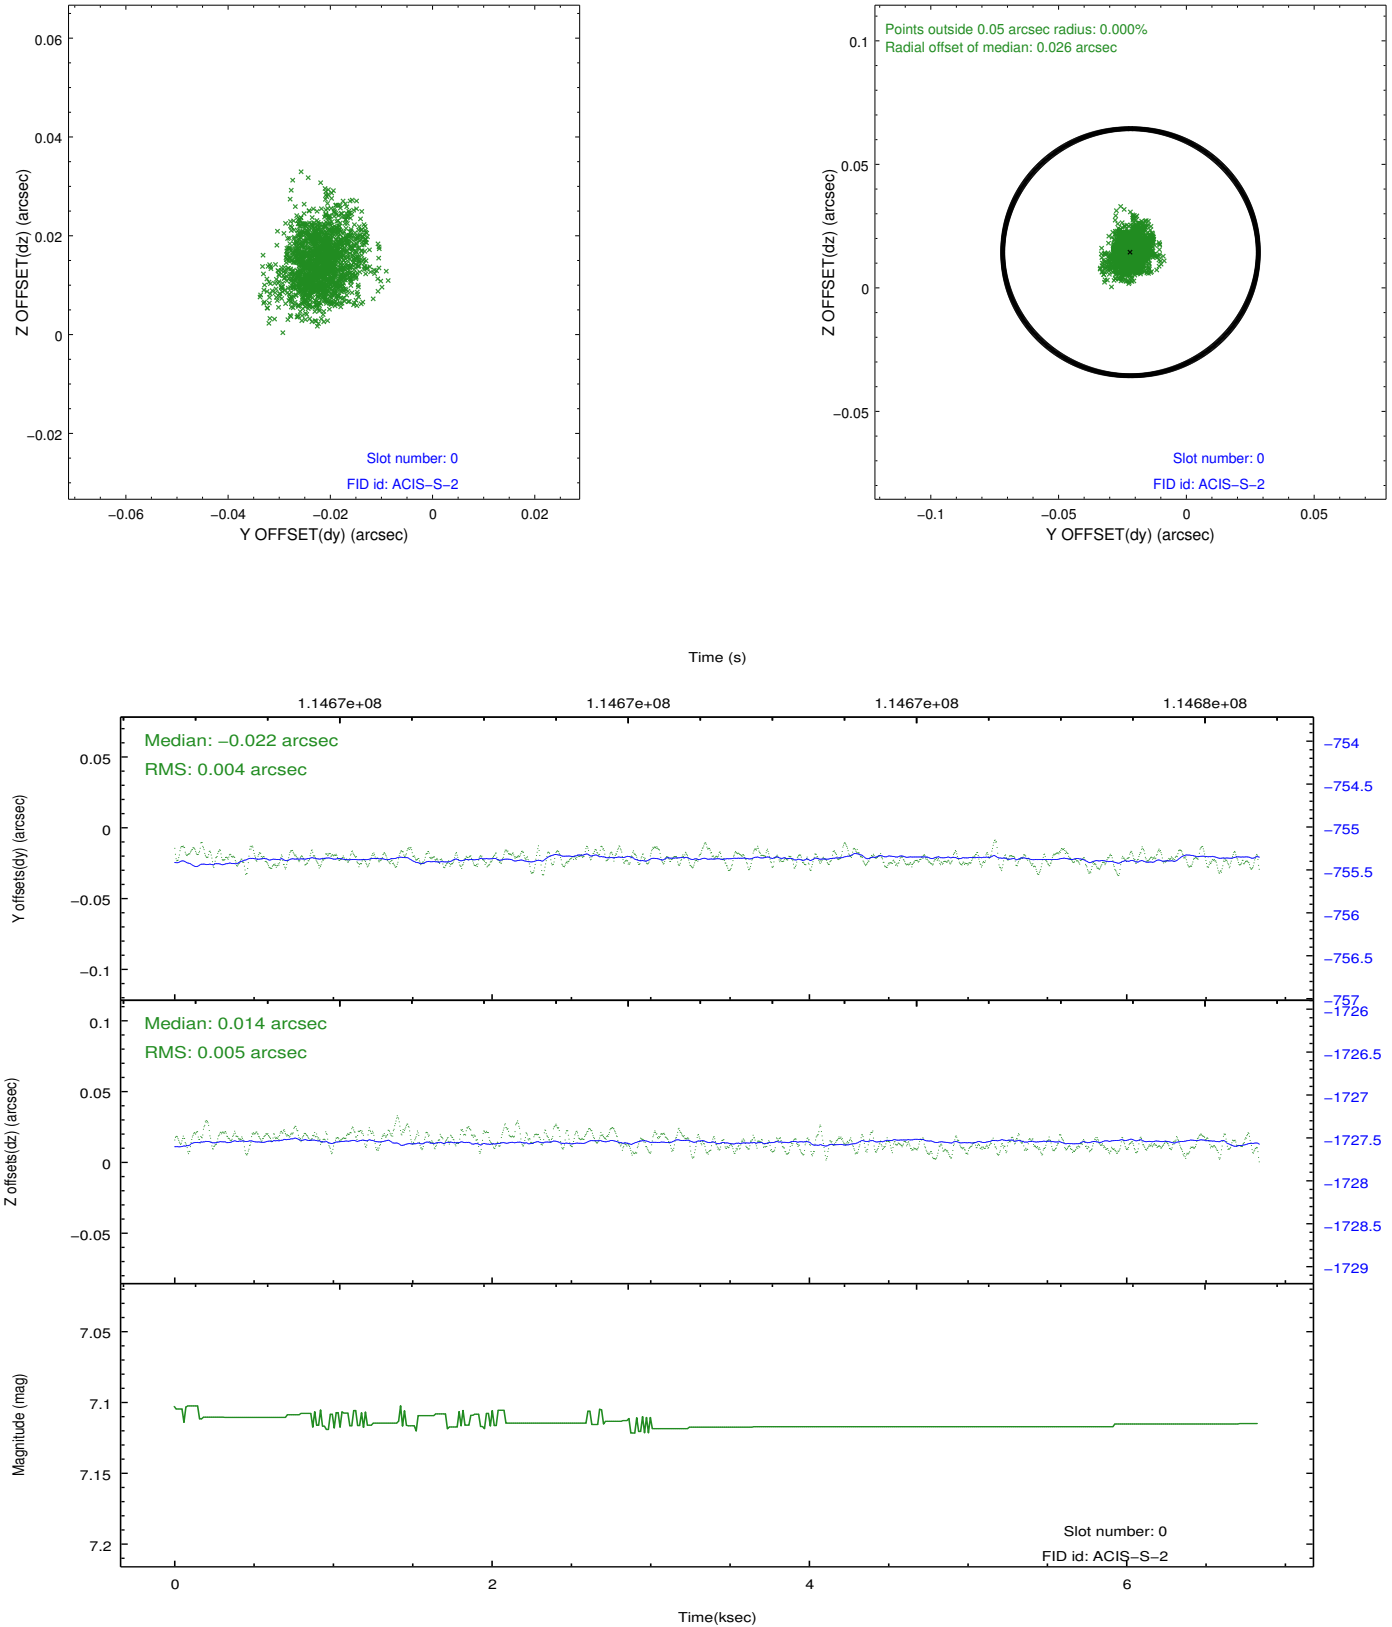 0.06
0.04
0.02
0
−0.02
Z OFFSET(dz) (arcsec)
Slot number: 0
FID id: ACIS−S−2
−0.06
−0.04
−0.02
0
0.02
Y OFFSET(dy) (arcsec)
Points outside 0.05 arcsec radius: 0.000%
Radial offset of median: 0.026 arcsec
0.1
0.05
0
−0.05
Z OFFSET(dz) (arcsec)
Slot number: 0
FID id: ACIS−S−2
−0.1
−0.05
0
0.05
Y OFFSET(dy) (arcsec)
Time (s)
1.1467e+08
1.1467e+08
1.1467e+08
1.1468e+08
Median: −0.022 arcsec
RMS: 0.004 arcsec
0.05
0
−0.05
−0.1
Y offsets(dy) (arcsec)
−754
−754.5
−755
−755.5
−756
−756.5
−757
Median: 0.014 arcsec
RMS: 0.005 arcsec
0.1
0.05
0
−0.05
Z offsets(dz) (arcsec)
−1726
−1726.5
−1727
−1727.5
−1728
−1728.5
−1729
7.05
7.1
7.15
7.2
Magnitude (mag)
Slot number: 0
FID id: ACIS−S−2
0
2
4
6
Time(ksec)